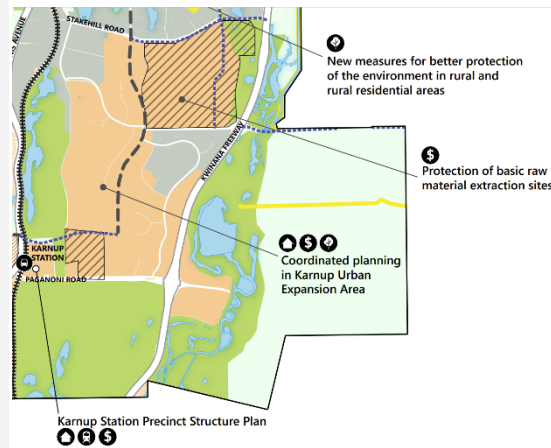 STAKEHILL ROAD
OS AVENUE
New measures for better protection
of the environment in rural and
rural residential areas
KWINANA FREEWAY
$
Protection of basic raw
material extraction sites
$
Coordinated planning
in Karnup Urban
Expansion Area
KARNUP
STATION
PAGANONI ROAD
Karnup Station Precinct Structure Plan
$